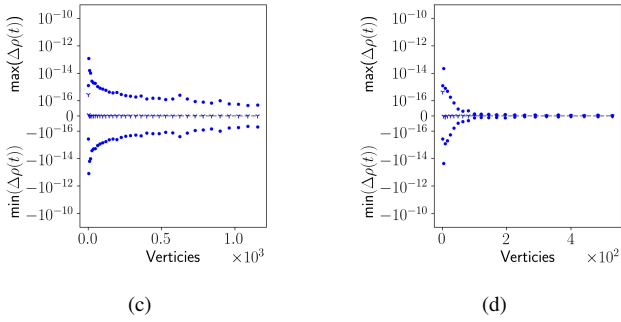 max(Δρ(t))
10^{-10}
10^{-12}
10^{-14}
10^{-16}
0
min(Δρ(t))
−10^{-16}
−10^{-14}
−10^{-12}
−10^{-10}
0.0 0.5 1.0
Verticies ×10^3
(c)
max(Δρ(t))
10^{-10}
10^{-12}
10^{-14}
10^{-16}
0
min(Δρ(t))
−10^{-16}
−10^{-14}
−10^{-12}
−10^{-10}
0 2 4
Verticies ×10^2
(d)